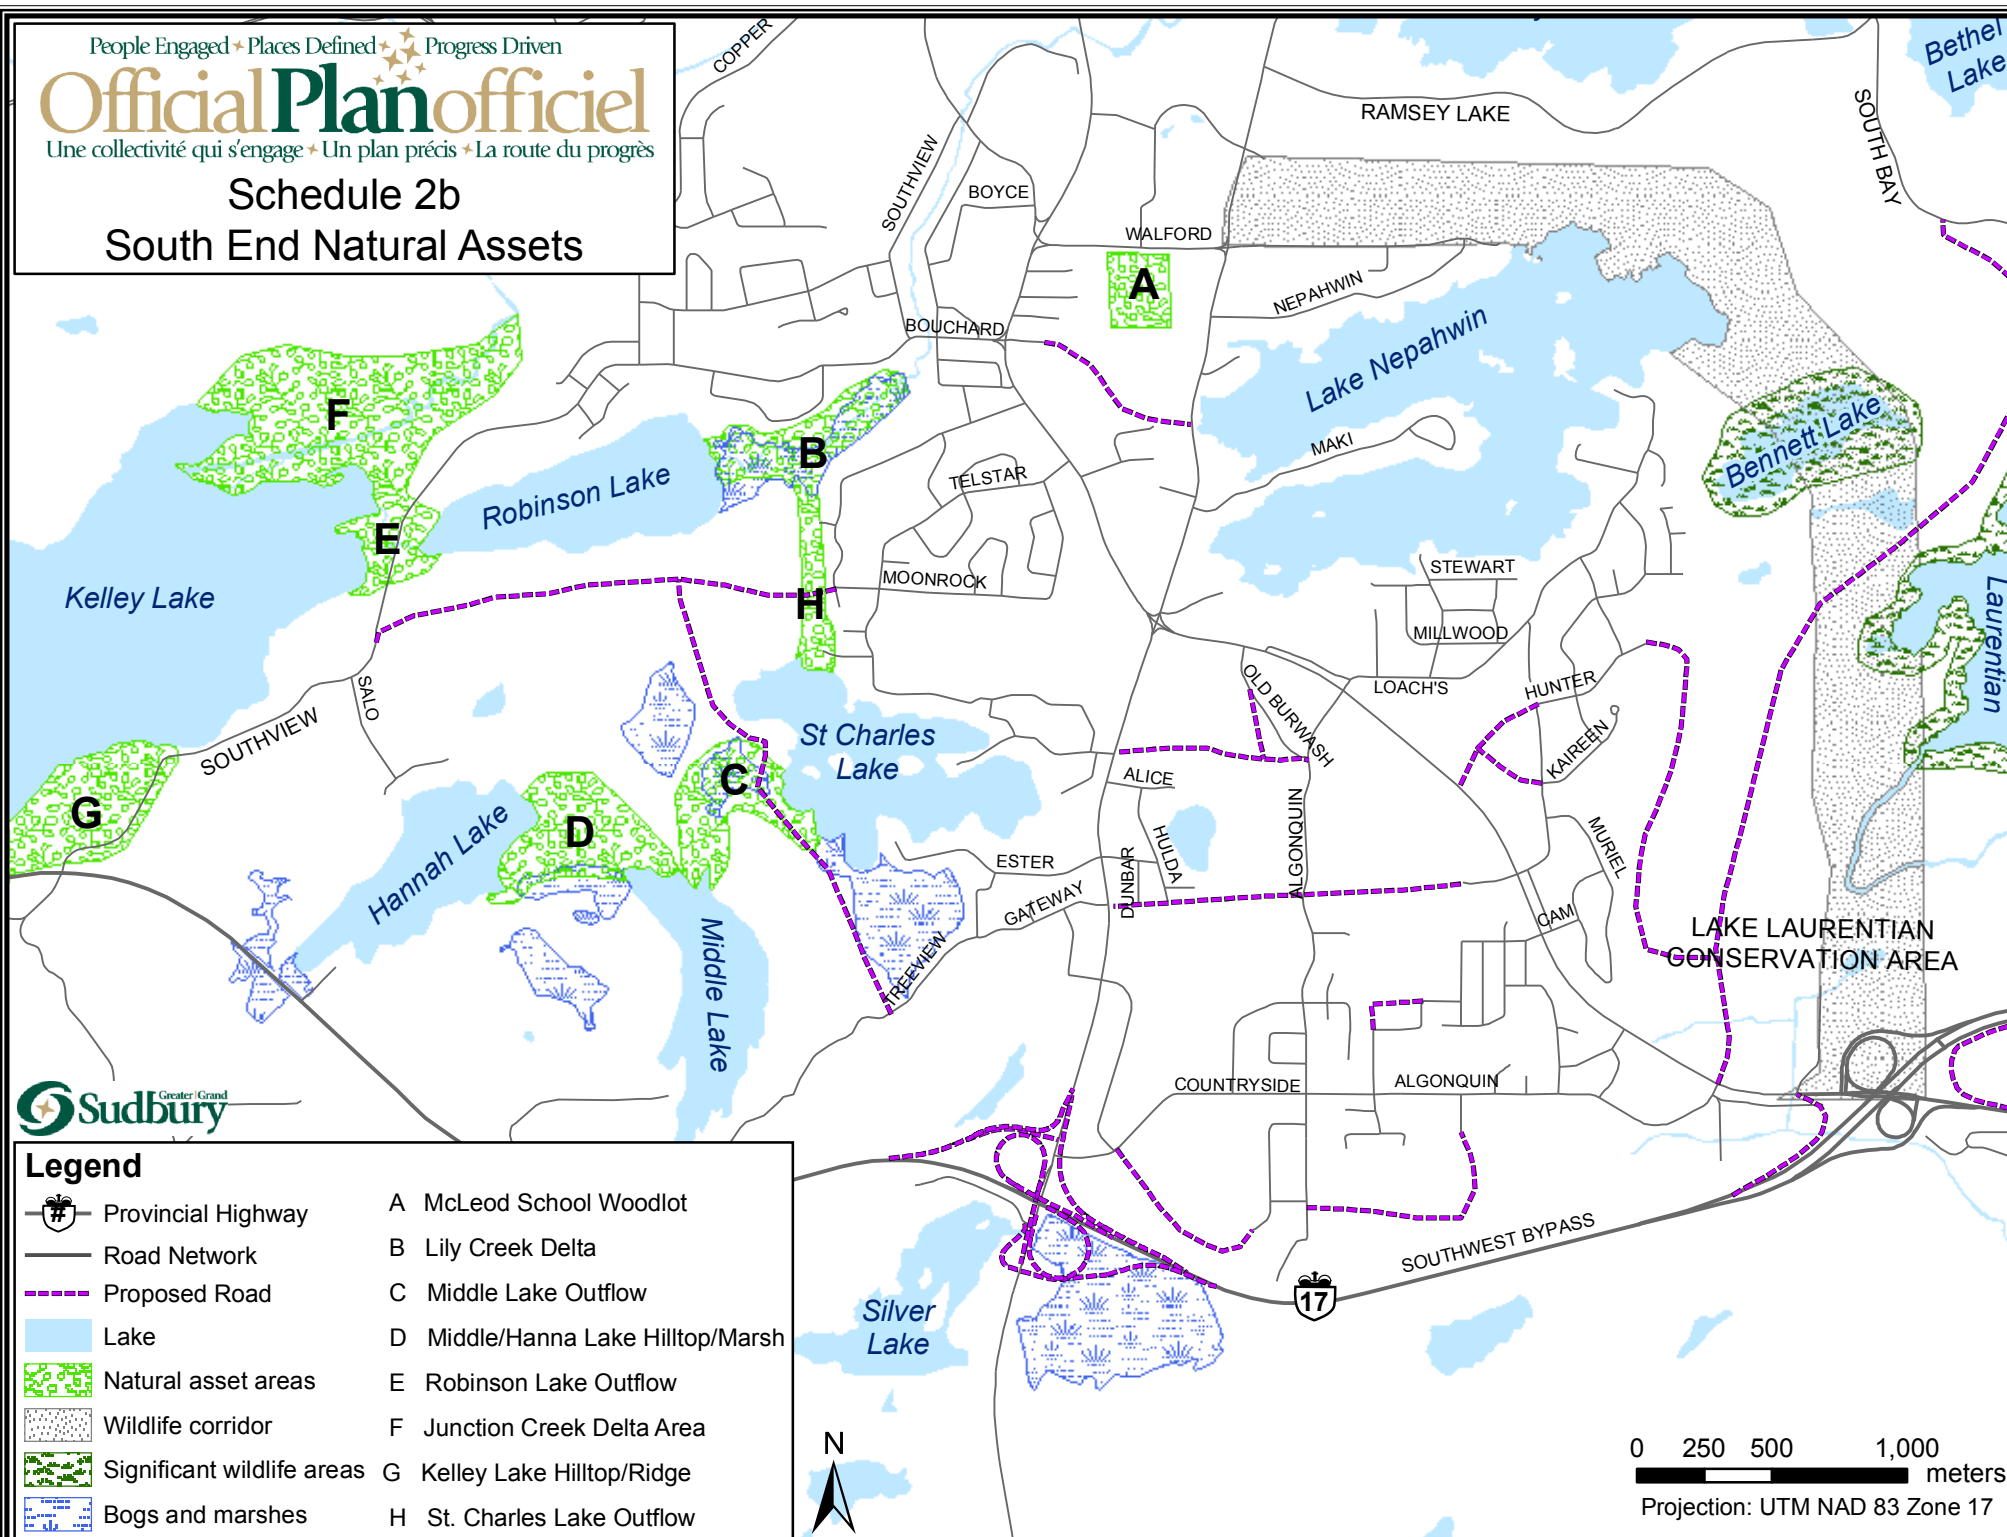 People Engaged Places Defined Progress Driven
Official Plan officiel
Une collectivité qui s'engage Un plan précis La route du progrès
Schedule 2b
South End Natural Assets
COPPER
SOUTHVIEW
BOYCE
WALFORD
RAMSEY LAKE
SOUTH BAY
Bethel
Lake
A
NEPAHWIN
BOUCHARD
Lake Nepahwin
F
B
MAKI
Bennett Lake
TELSTAR
Robinson Lake
E
Kelley Lake
MOONROCK
H
STEWART
MILLWOOD
Laurentian
LOACH'S
HUNTER
OLD BURWASH
SALO
SOUTHVIEW
St Charles
Lake
KAIREEN
C
ALICE
G
D
ALGONQUIN
HULDA
MURIEL
Hannah Lake
ESTER
DUNBAR
GATEWAY
CAM
TREEVIEW
Middle Lake
LAKE LAURENTIAN
CONSERVATION AREA
COUNTRYSIDE
ALGONQUIN
Greater Grand
Sudbury
SOUTHWEST BYPASS
17
Silver
Lake
Legend
# Provincial Highway
Road Network
Proposed Road
Lake
Natural asset areas
Wildlife corridor
Significant wildlife areas
Bogs and marshes
A McLeod School Woodlot
B Lily Creek Delta
C Middle Lake Outflow
D Middle/Hanna Lake Hilltop/Marsh
E Robinson Lake Outflow
F Junction Creek Delta Area
G Kelley Lake Hilltop/Ridge
H St. Charles Lake Outflow
N
0 250 500 1,000
meters
Projection: UTM NAD 83 Zone 17